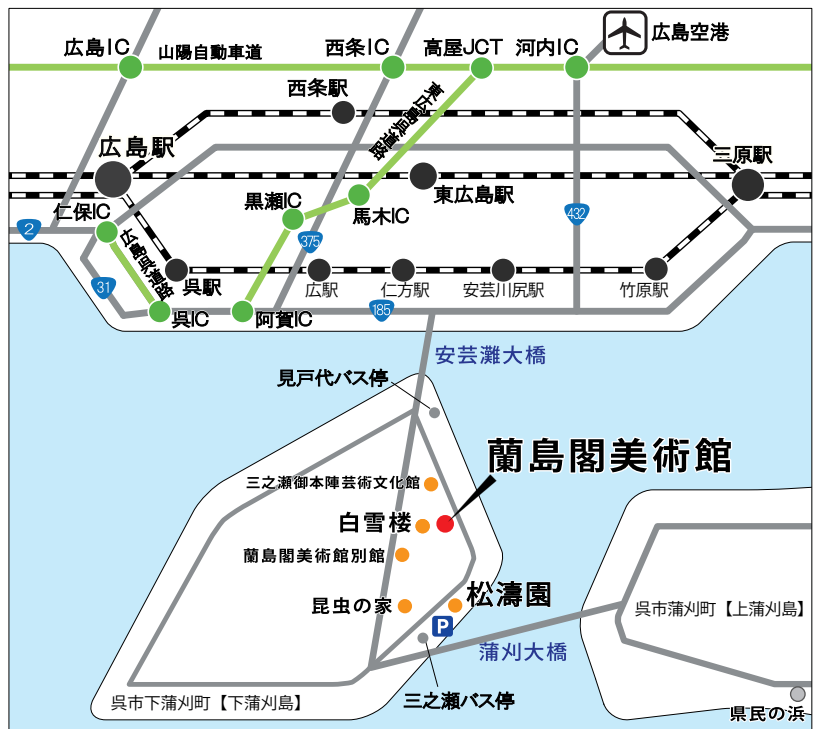 広島IC
山陽自動車道
西条IC
高屋JCT
河内IC
広島空港
西条駅
東広島呉道路
広島駅
三原駅
東広島駅
馬木IC
黒瀬IC
仁保IC
2
432
375
広島呉道路
31
呉駅
広駅
仁方駅
安芸川尻駅
竹原駅
呉IC
阿賀IC
185
安芸灘大橋
見戸代バス停
蘭島閣美術館
三之瀬御本陣芸術文化館
白雪楼
蘭島閣美術館別館
昆虫の家
松濤園
P
呉市蒲刈町【上蒲刈島】
蒲刈大橋
三之瀬バス停
呉市下蒲刈町【下蒲刈島】
県民の浜